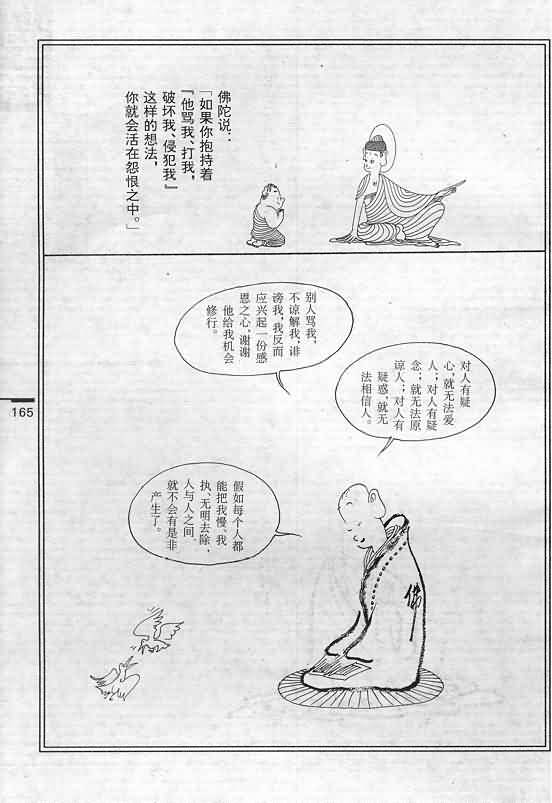 佛陀说：
「如果你抱持着
『他骂我、打我，
破坏我、侵犯我』
这样的想法，
你就会活在怨恨之中。」
别人骂我，
不谅解我，诽
谤我，我反而
应兴起一份感
恩之心，谢谢
他给我机会
修行。
对人有疑
心，就无法爱
人；对人有疑
念，就无法原
谅人；对人有
疑惑，就无
法相信人。
假如每个人都
能把我慢、我
执、无明去除，
人与人之间，
就不会有是非
产生了。
佛
165